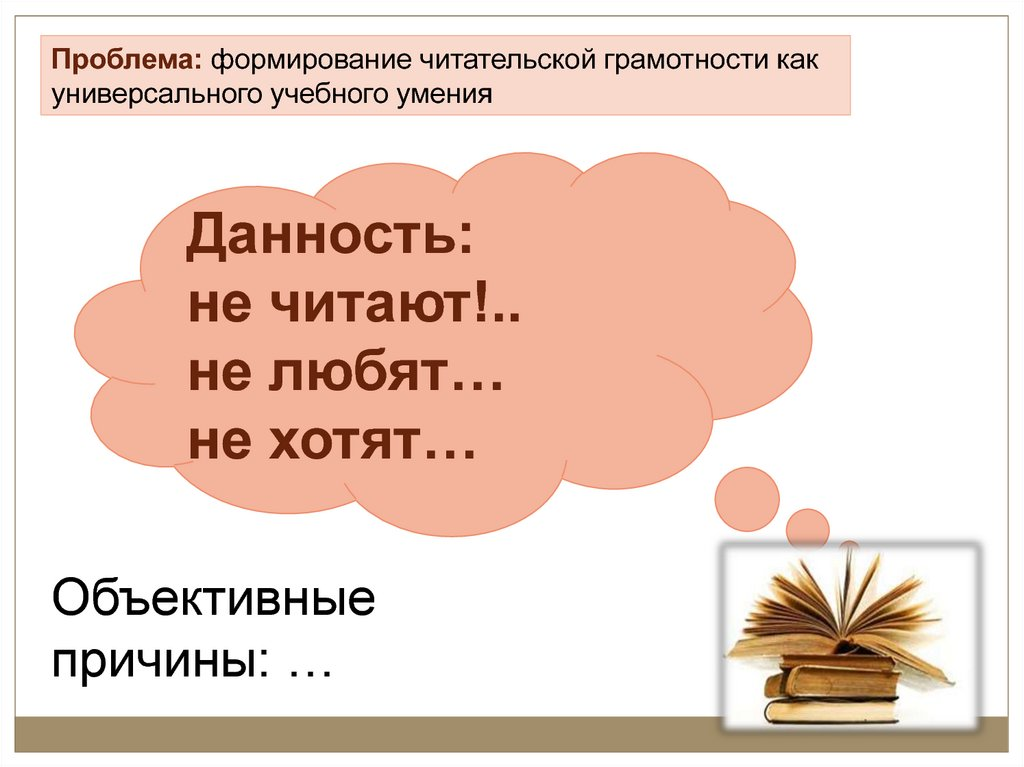 Проблема: формирование читательской грамотности как
универсального учебного умения
Данность:
не читают!..
не любят…
не хотят…
Объективные
причины: …